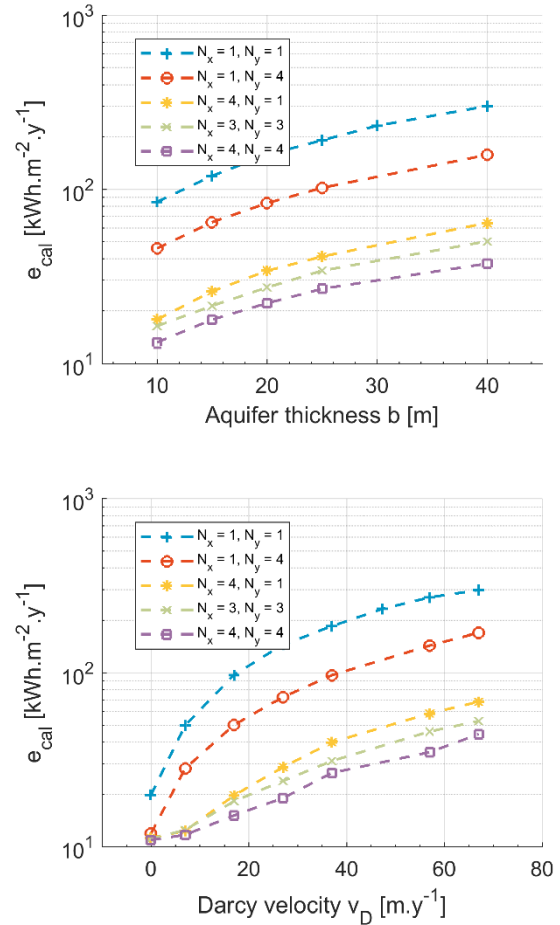 10³
10²
10¹
e_cal [kWh.m⁻².y⁻¹]
N_x = 1, N_y = 1
N_x = 1, N_y = 4
N_x = 4, N_y = 1
N_x = 3, N_y = 3
N_x = 4, N_y = 4
10 20 30 40
Aquifer thickness b [m]
10³
10²
10¹
e_cal [kWh.m⁻².y⁻¹]
N_x = 1, N_y = 1
N_x = 1, N_y = 4
N_x = 4, N_y = 1
N_x = 3, N_y = 3
N_x = 4, N_y = 4
0 20 40 60 80
Darcy velocity v_D [m.y⁻¹]